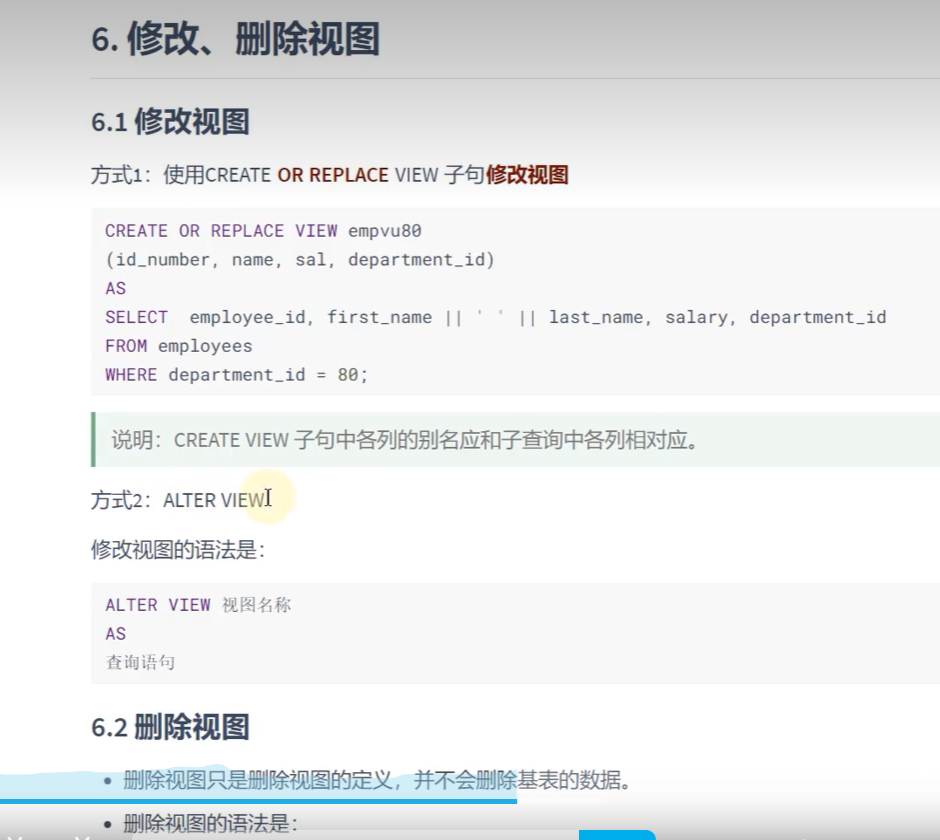 6. 修改、删除视图
6.1 修改视图
方式1：使用CREATE OR REPLACE VIEW 子句修改视图
CREATE OR REPLACE VIEW empvu80
(id_number, name, sal, department_id)
AS
SELECT  employee_id, first_name || ' ' || last_name, salary, department_id
FROM employees
WHERE department_id = 80;
说明：CREATE VIEW 子句中各列的别名应和子查询中各列相对应。
方式2：ALTER VIEW
修改视图的语法是：
ALTER VIEW 视图名称
AS
查询语句
6.2 删除视图
• 删除视图只是删除视图的定义，并不会删除基表的数据。
• 删除视图的语法是：